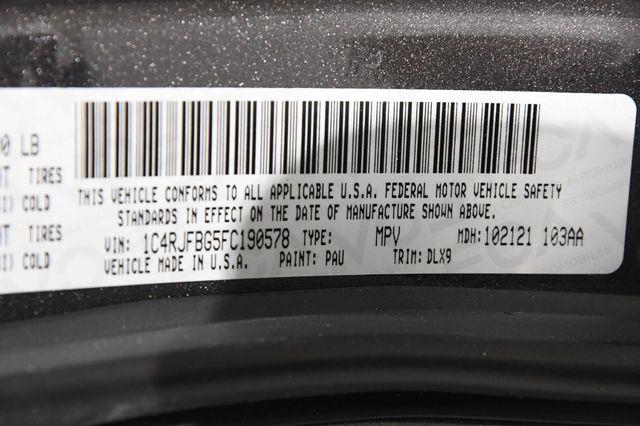 0 LB
TIRES
COLD
TIRES
COLD
THIS VEHICLE CONFORMS TO ALL APPLICABLE U.S.A. FEDERAL MOTOR VEHICLE SAFETY
STANDARDS IN EFFECT ON THE DATE OF MANUFACTURE SHOWN ABOVE.
VIN: 1C4RJFBG5FC190578 TYPE: MPV MDH:102121 103AA
VEHICLE MADE IN U.S.A. PAINT: PAU TRIM: DLX9